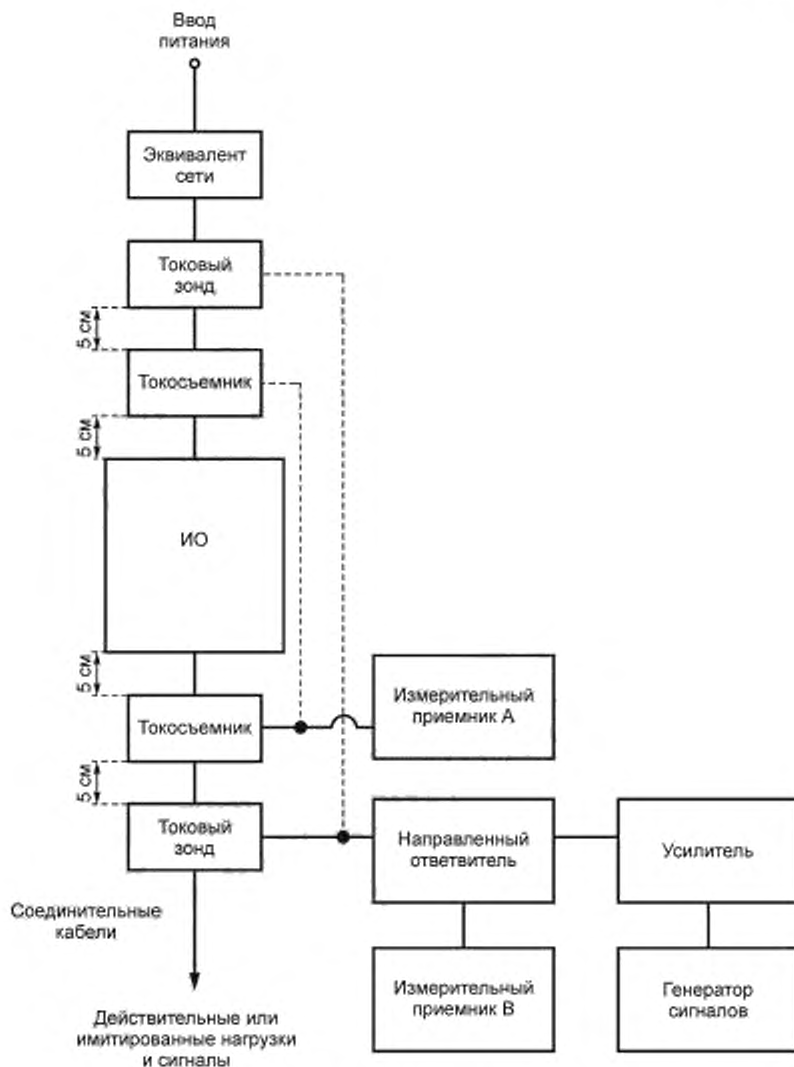 Ввод
питания
Эквивалент
сети
Токовый
зонд
5 см
Токосъемник
5 см
ИО
5 см
Токосъемник
Измерительный
приемник А
5 см
Токовый
зонд
Направленный
ответвитель
Усилитель
Соединительные
кабели
Измерительный
приемник В
Генератор
сигналов
Действительные или
имитированные нагрузки
и сигналы